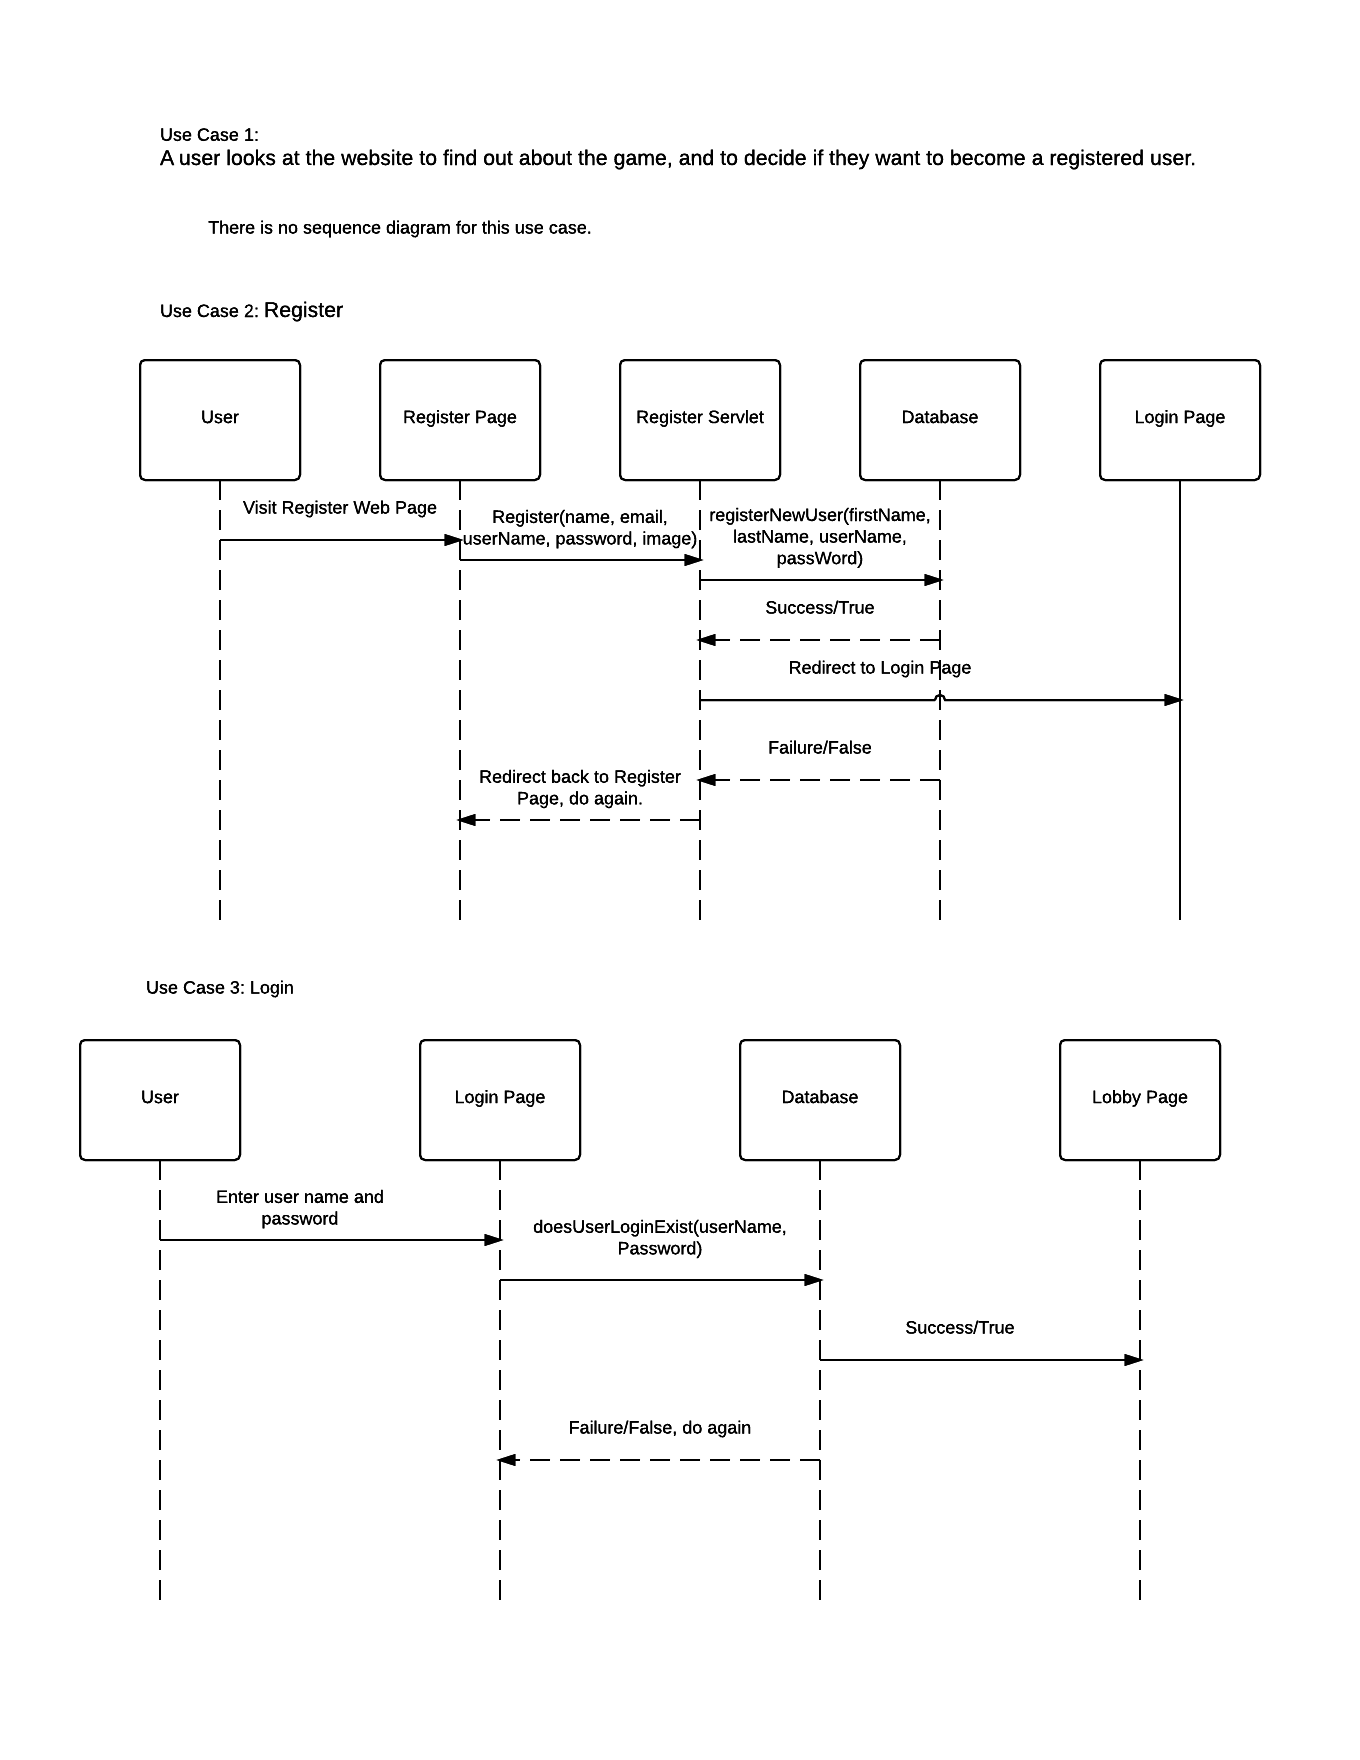 Use Case 1:
A user looks at the website to find out about the game, and to decide if they want to become a registered user.
There is no sequence diagram for this use case.
Use Case 2: Register
User
Register Page
Register Servlet
Database
Login Page
Visit Register Web Page
Register(name, email,
userName, password, image)
registerNewUser(firstName,
lastName, userName,
passWord)
Success/True
Redirect to Login Page
Failure/False
Redirect back to Register
Page, do again.
Use Case 3: Login
User
Login Page
Database
Lobby Page
Enter user name and
password
doesUserLoginExist(userName,
Password)
Success/True
Failure/False, do again